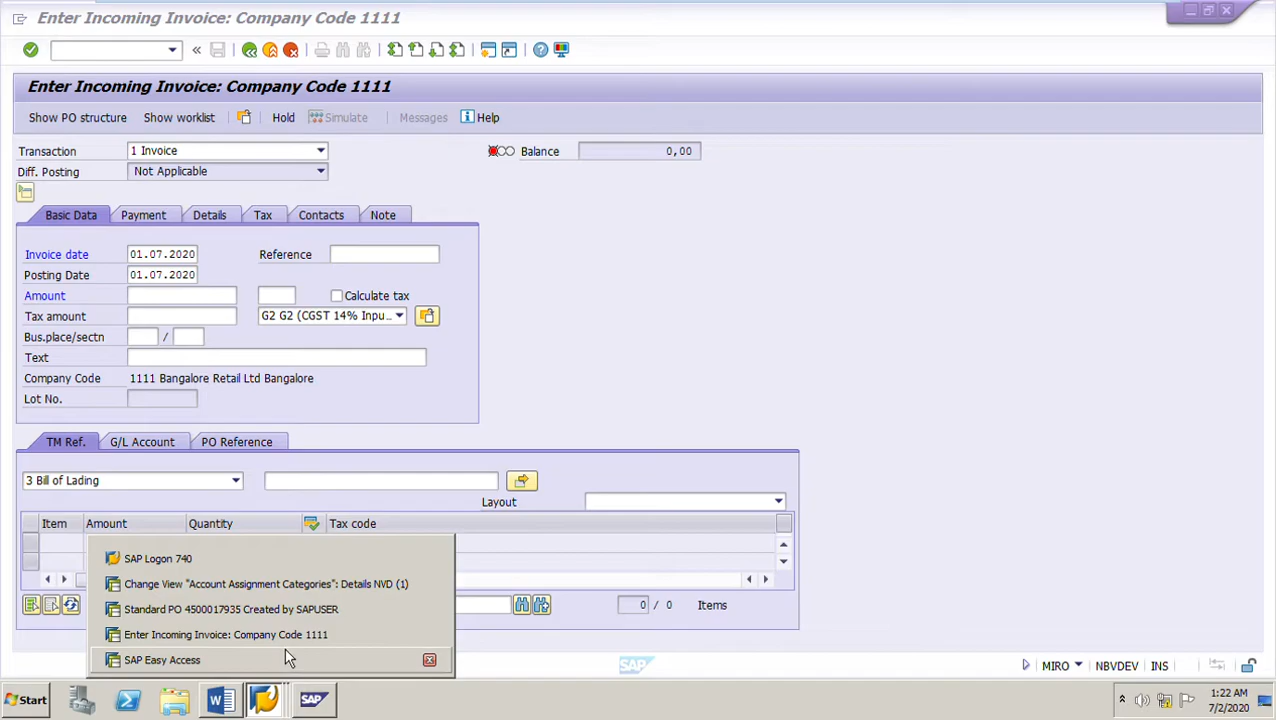 Enter Incoming Invoice: Company Code 1111
Enter Incoming Invoice: Company Code 1111
Show PO structure Show worklist Hold Simulate Messages Help
Transaction 1 Invoice Balance 0,00
Diff. Posting Not Applicable
Basic Data Payment Details Tax Contacts Note
Invoice date 01.07.2020 Reference
Posting Date 01.07.2020
Amount Calculate tax
Tax amount G2 G2 (CGST 14% Inpu...
Bus.place/sectn /
Text
Company Code 1111 Bangalore Retail Ltd Bangalore
Lot No.
TM Ref. G/L Account PO Reference
3 Bill of Lading
Layout
Item Amount Quantity Tax code
SAP Logon 740
Change View "Account Assignment Categories": Details NVD (1)
Standard PO 4500017935 Created by SAPUSER
0 / 0 Items
Enter Incoming Invoice: Company Code 1111
SAP Easy Access
SAP MIRO NBVDEV INS
Start SAP 1:22 AM
7/2/2020